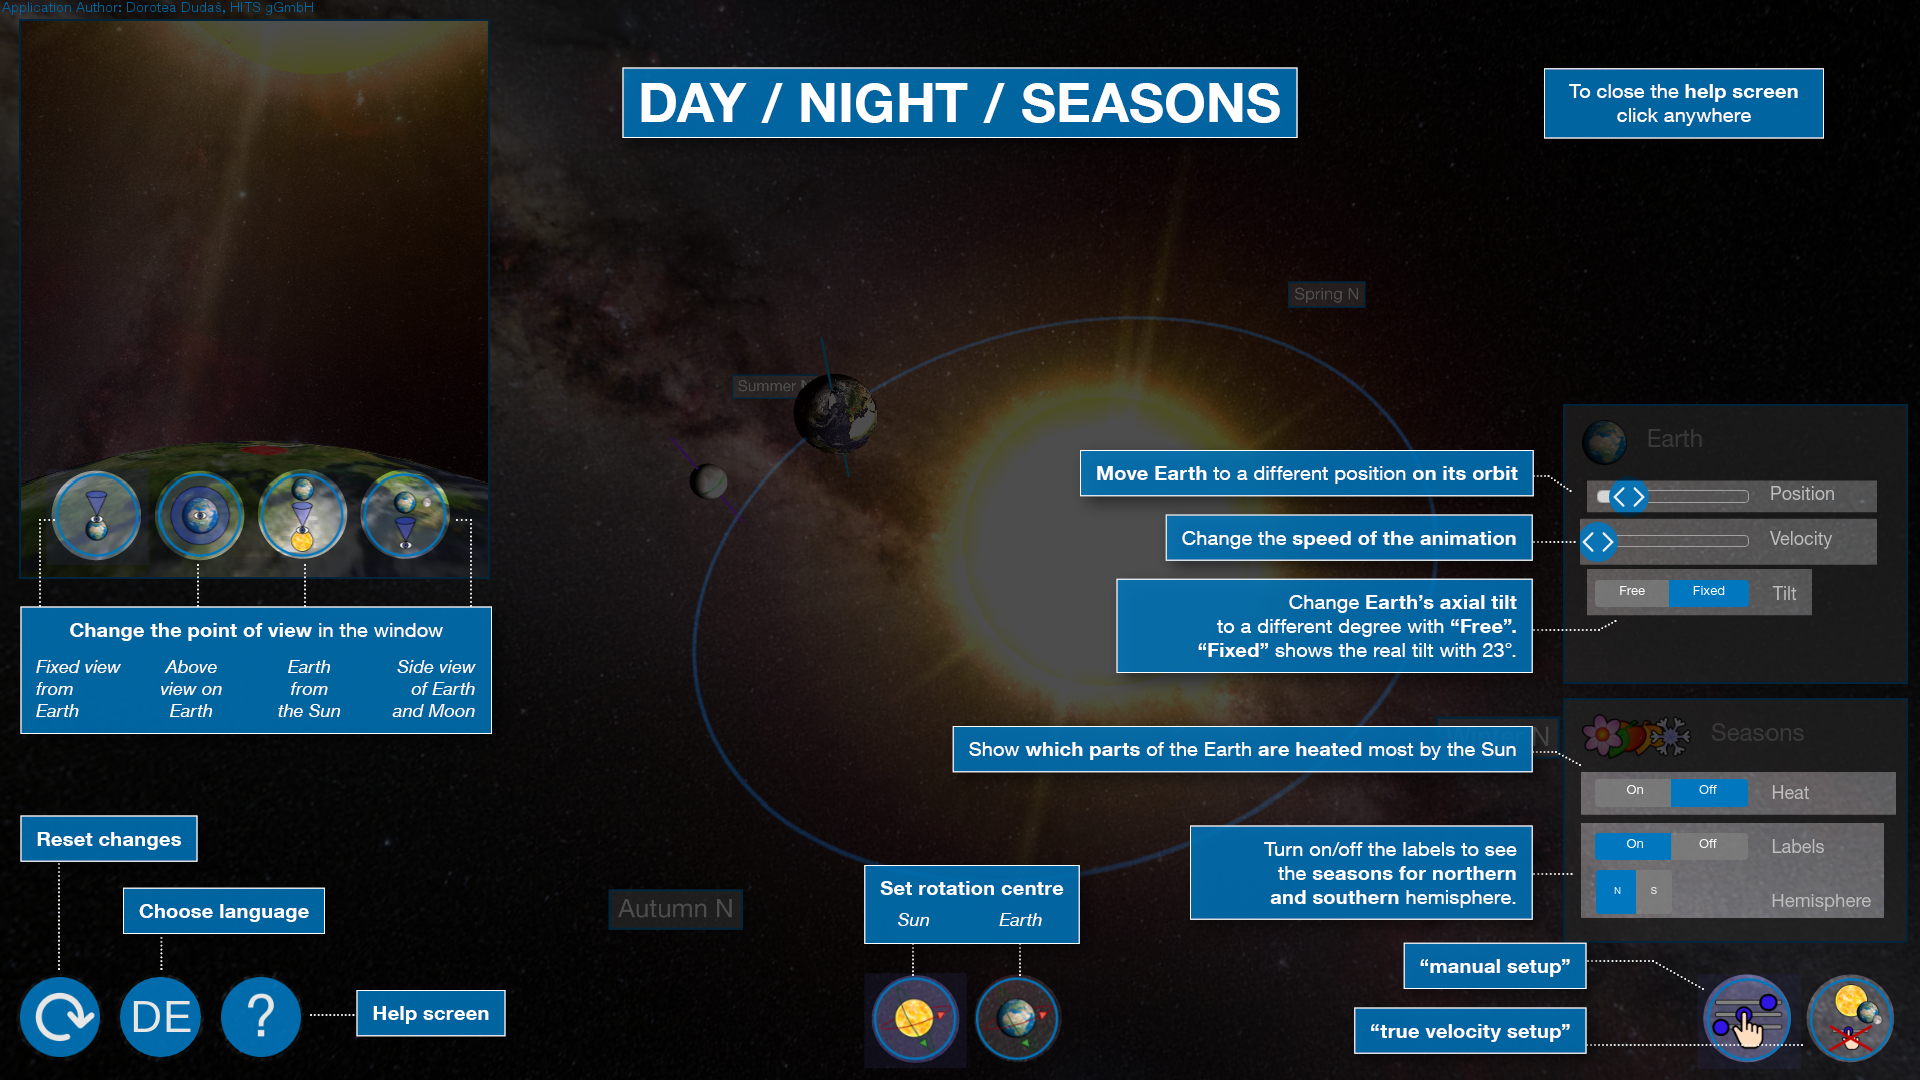 Application Author: Dorotea Dudaš, HITS gGmbH
DAY / NIGHT / SEASONS
To close the help screen
click anywhere
Spring N
Summer N
Earth
Move Earth to a different position on its orbit
Position
Change the speed of the animation
Velocity
Change Earth's axial tilt
to a different degree with “Free”.
“Fixed” shows the real tilt with 23°.
Free
Fixed
Tilt
Change the point of view in the window
Fixed view
from
Earth
Above
view on
Earth
Earth
from
the Sun
Side view
of Earth
and Moon
Winter N
Seasons
Show which parts of the Earth are heated most by the Sun
On
Off
Heat
Turn on/off the labels to see
the seasons for northern
and southern hemisphere.
On
Off
Labels
N
S
Hemisphere
Reset changes
Choose language
Autumn N
Set rotation centre
Sun
Earth
“manual setup”
“true velocity setup”
DE
?
Help screen